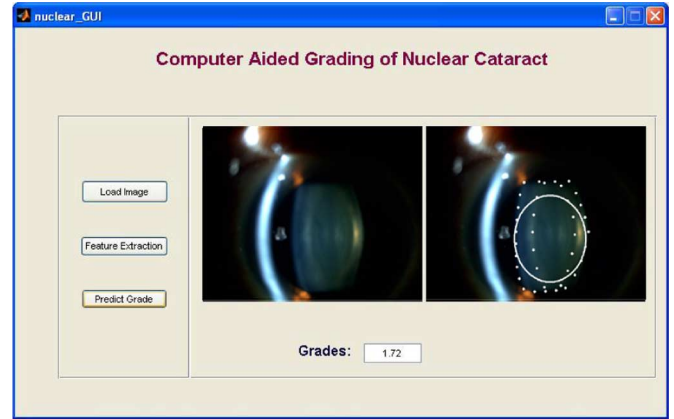 nuclear_GUI
Computer Aided Grading of Nuclear Cataract
Load Image
Feature Extraction
Predict Grade
Grades: 1.72